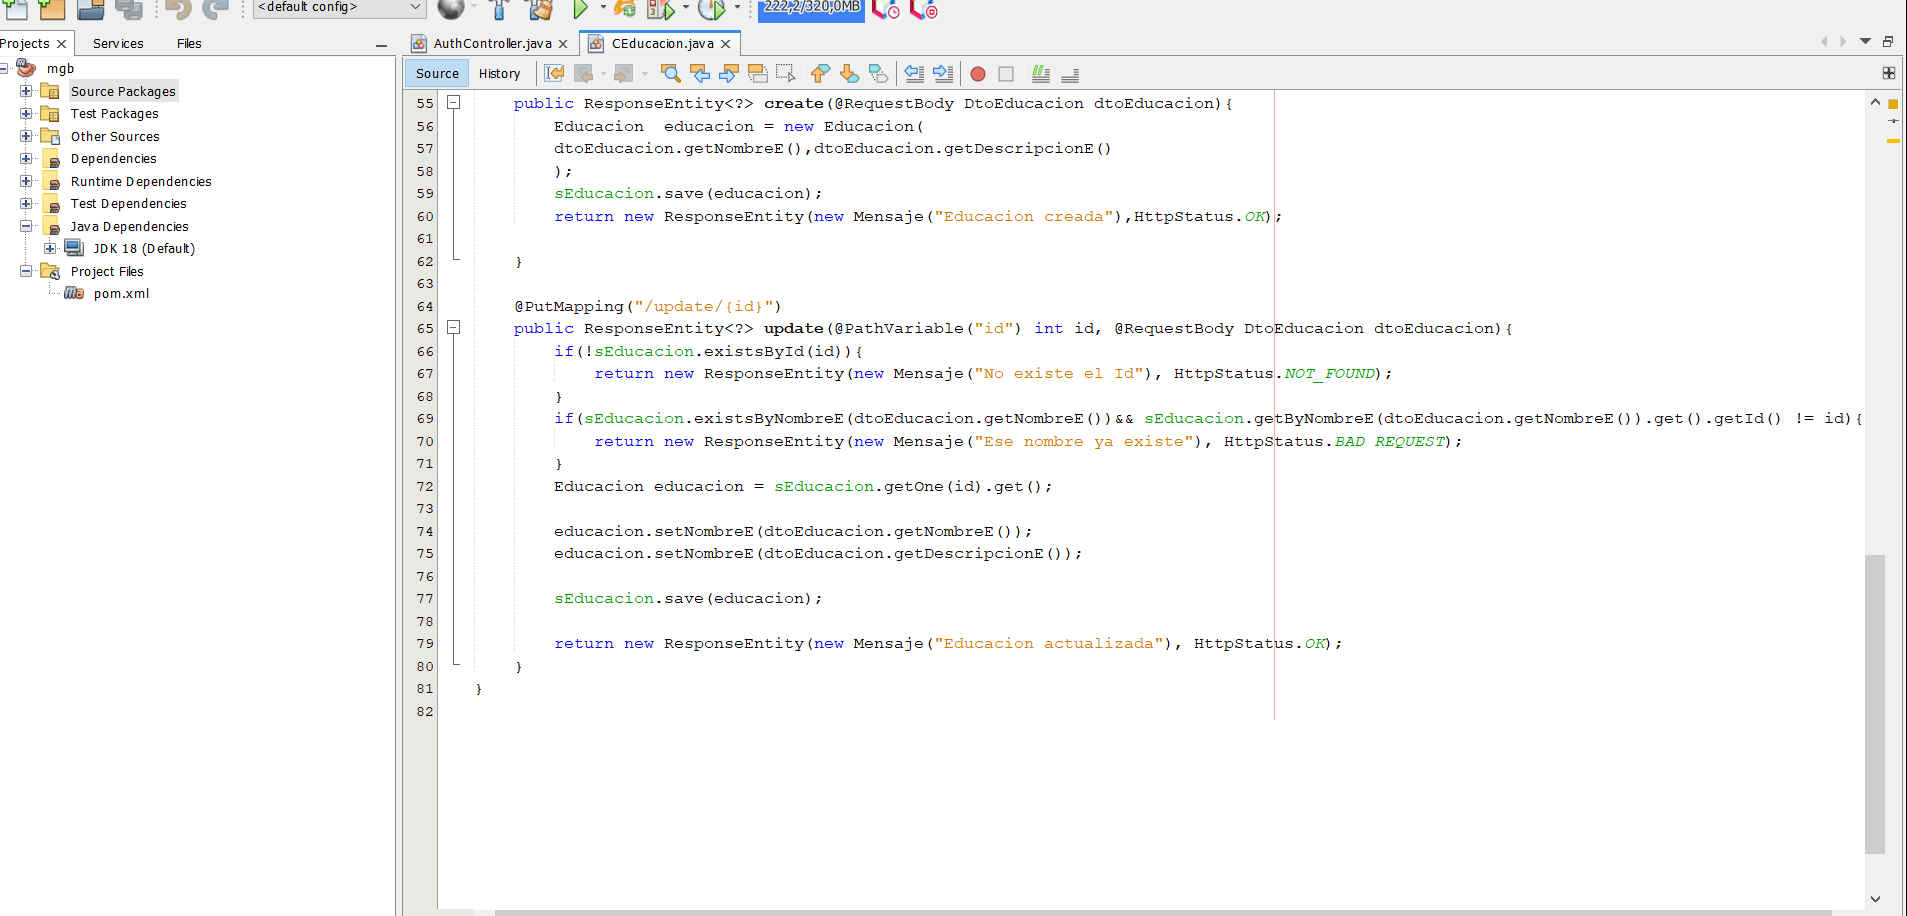 <default config>
222,2/320,0MB
Projects
Services
Files
AuthController.java
CEducacion.java
Source
History
mgb
Source Packages
Test Packages
Other Sources
Dependencies
Runtime Dependencies
Test Dependencies
Java Dependencies
JDK 18 (Default)
Project Files
pom.xml
55 public ResponseEntity<?> create(@RequestBody DtoEducacion dtoEducacion){
56 Educacion  educacion = new Educacion(
57 dtoEducacion.getNombreE(),dtoEducacion.getDescripcionE()
58 );
59 sEducacion.save(educacion);
60 return new ResponseEntity(new Mensaje("Educacion creada"),HttpStatus.OK);
61
62 }
63
64 @PutMapping("/update/{id}")
65 public ResponseEntity<?> update(@PathVariable("id") int id, @RequestBody DtoEducacion dtoEducacion){
66 if(!sEducacion.existsById(id)){
67 return new ResponseEntity(new Mensaje("No existe el Id"), HttpStatus.NOT_FOUND);
68 }
69 if(sEducacion.existsByNombreE(dtoEducacion.getNombreE())&& sEducacion.getByNombreE(dtoEducacion.getNombreE()).get().getId() != id){
70 return new ResponseEntity(new Mensaje("Ese nombre ya existe"), HttpStatus.BAD_REQUEST);
71 }
72 Educacion educacion = sEducacion.getOne(id).get();
73
74 educacion.setNombreE(dtoEducacion.getNombreE());
75 educacion.setNombreE(dtoEducacion.getDescripcionE());
76
77 sEducacion.save(educacion);
78
79 return new ResponseEntity(new Mensaje("Educacion actualizada"), HttpStatus.OK);
80 }
81 }
82